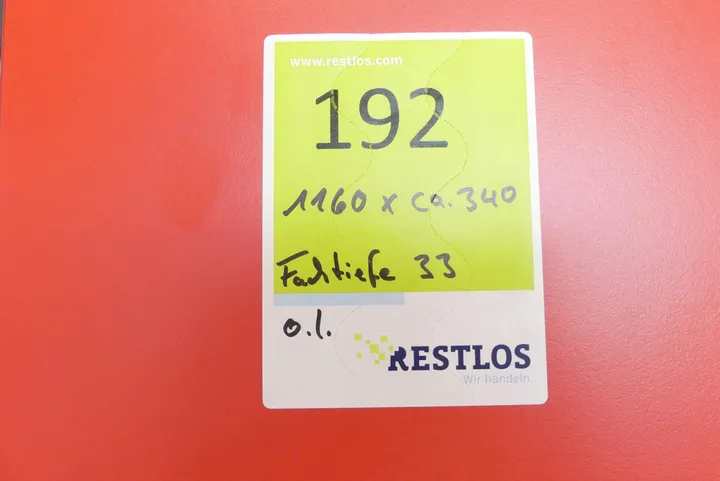 www.restlos.com
192
1160 x ca. 340
Fachtiefe 33
o.l.
RESTLOS
Wir handeln